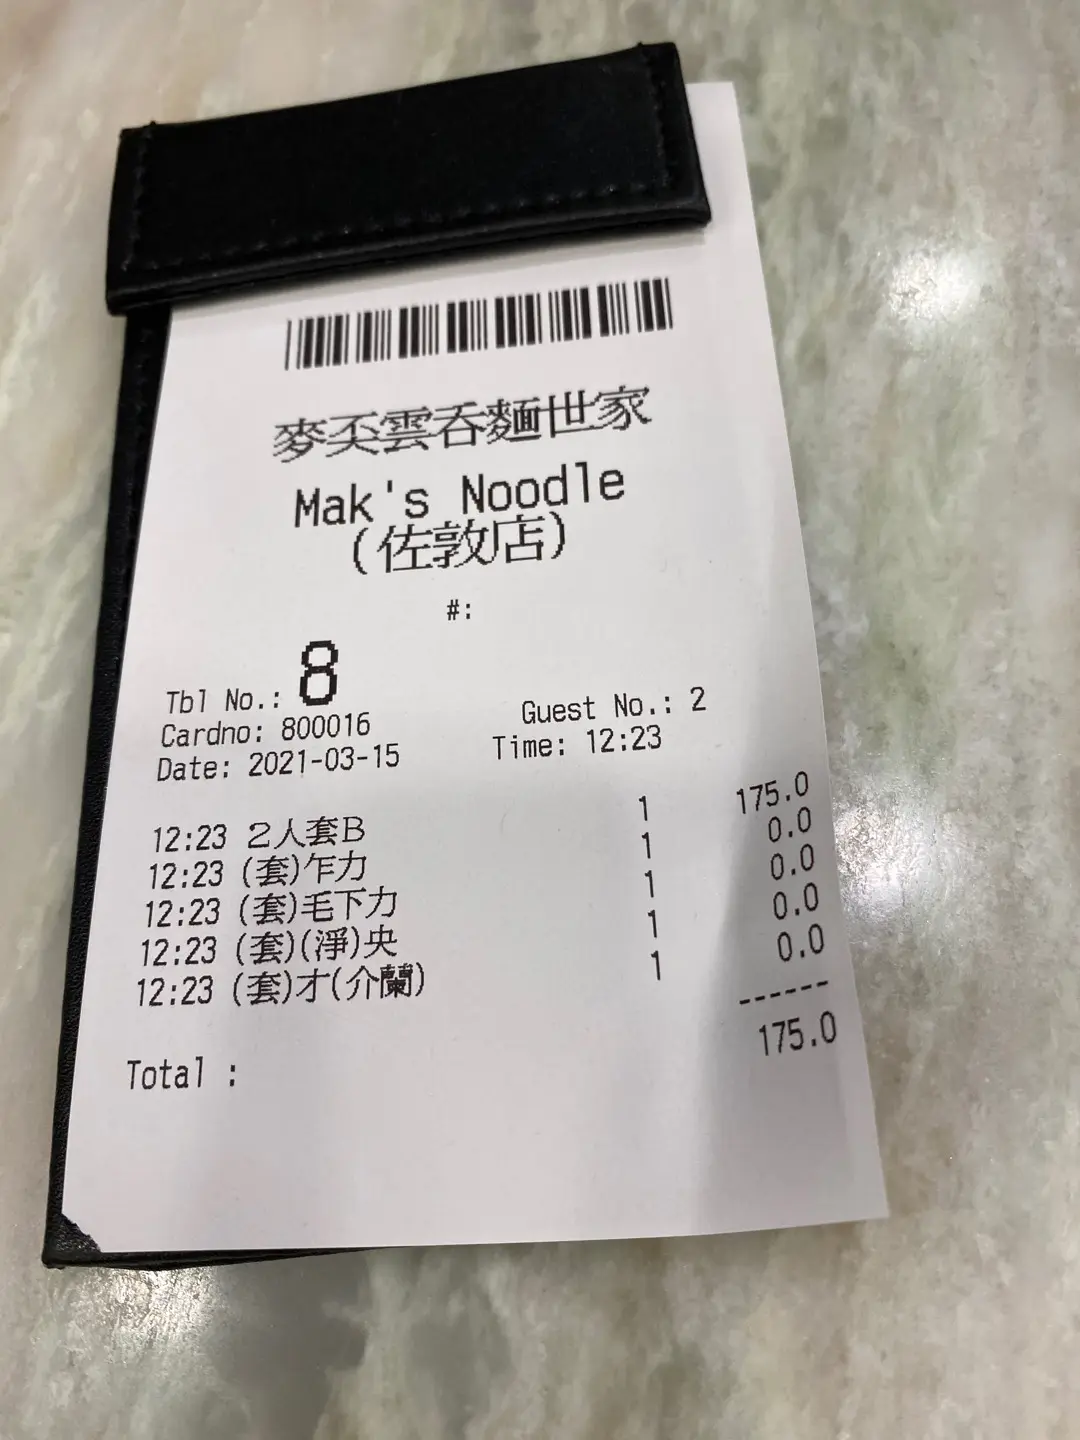 麥奀雲吞麵世家
Mak's Noodle
(佐敦店)
#:
Tbl No.: 8
Cardno: 800016 Guest No.: 2
Date: 2021-03-15 Time: 12:23
12:23 2人套B 1 175.0
12:23 (套)乍力 1 0.0
12:23 (套)毛下力 1 0.0
12:23 (套)(淨)央 1 0.0
12:23 (套)才(介蘭) 1 0.0
------
Total : 175.0